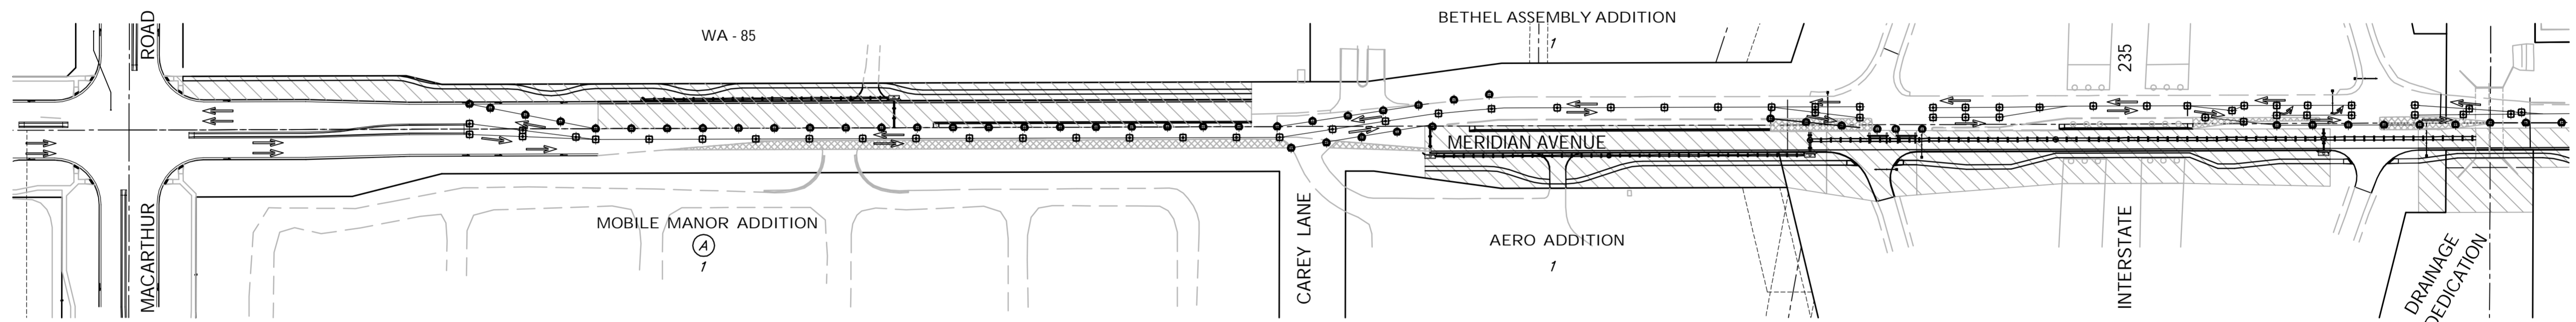 MACARTHUR ROAD
WA - 85
MOBILE MANOR ADDITION
A
1
CAREY LANE
BETHEL ASSEMBLY ADDITION
1
MERIDIAN AVENUE
AERO ADDITION
1
INTERSTATE 235
DRAINAGE
DEDICATION